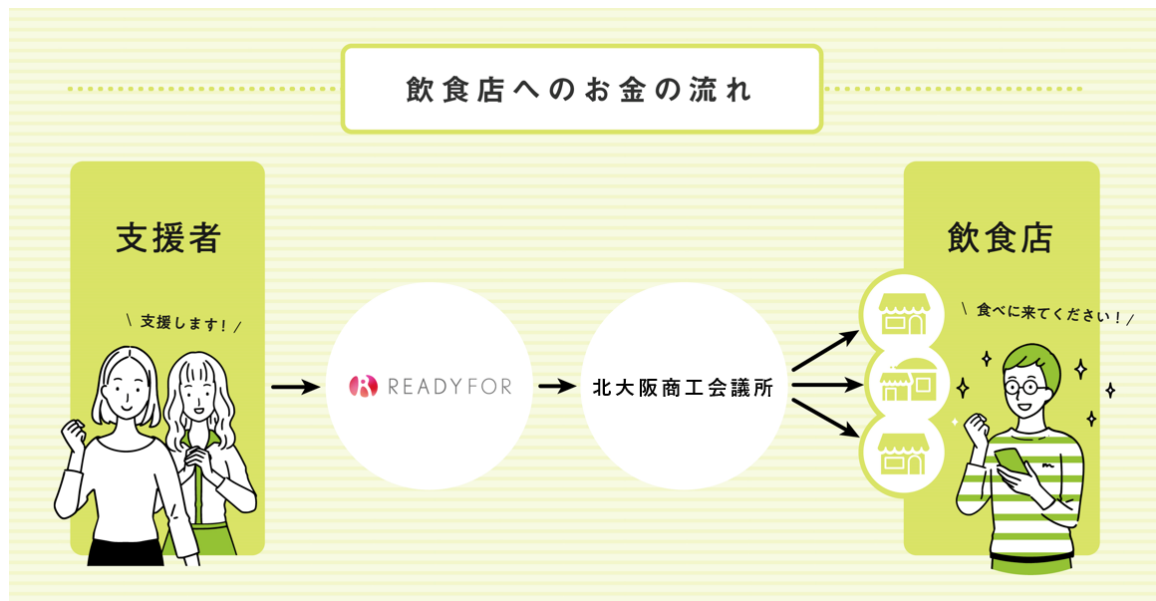 飲食店へのお金の流れ
支援者
\ 支援します! /
READYFOR
北大阪商工会議所
飲食店
\ 食べに来てください! /